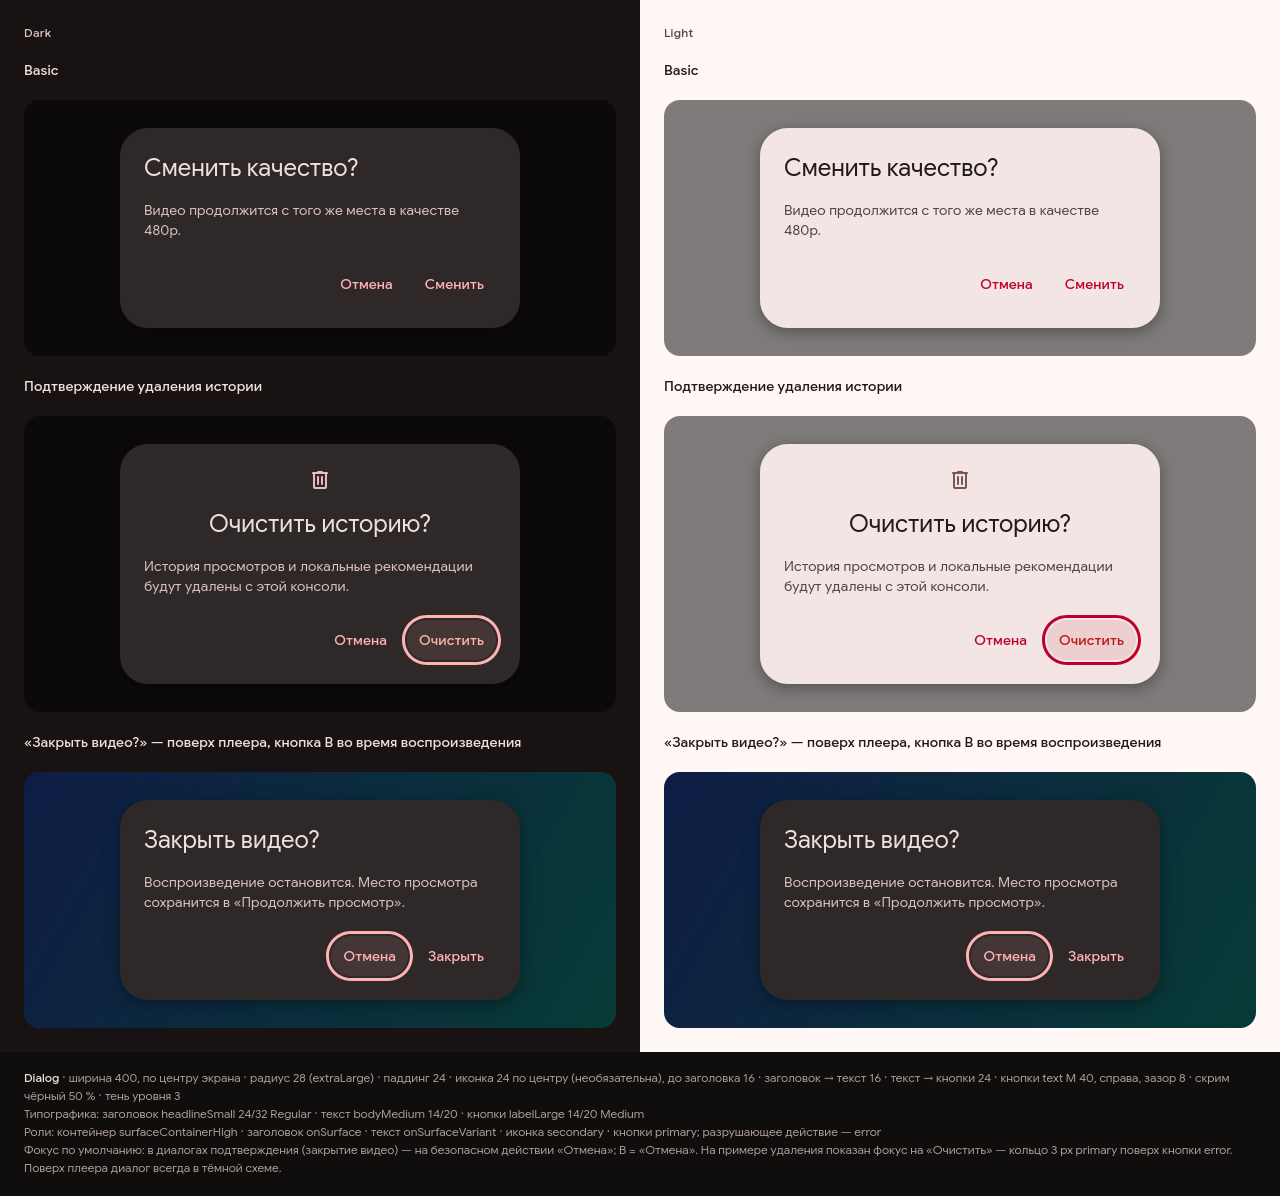 Dark
Basic
Сменить качество?
Видео продолжится с того же места в качестве
480p.
Отмена Сменить
Подтверждение удаления истории
Очистить историю?
История просмотров и локальные рекомендации
будут удалены с этой консоли.
Отмена Очистить
«Закрыть видео?» — поверх плеера, кнопка B во время воспроизведения
Закрыть видео?
Воспроизведение остановится. Место просмотра
сохранится в «Продолжить просмотр».
Отмена Закрыть
Light
Basic
Сменить качество?
Видео продолжится с того же места в качестве
480p.
Отмена Сменить
Подтверждение удаления истории
Очистить историю?
История просмотров и локальные рекомендации
будут удалены с этой консоли.
Отмена Очистить
«Закрыть видео?» — поверх плеера, кнопка B во время воспроизведения
Закрыть видео?
Воспроизведение остановится. Место просмотра
сохранится в «Продолжить просмотр».
Отмена Закрыть
Dialog · ширина 400, по центру экрана · радиус 28 (extraLarge) · паддинг 24 · иконка 24 по центру (необязательна), до заголовка 16 · заголовок → текст 16 · текст → кнопки 24 · кнопки text M 40, справа, зазор 8 · скрим
чёрный 50 % · тень уровня 3
Типографика: заголовок headlineSmall 24/32 Regular · текст bodyMedium 14/20 · кнопки labelLarge 14/20 Medium
Роли: контейнер surfaceContainerHigh · заголовок onSurface · текст onSurfaceVariant · иконка secondary · кнопки primary; разрушающее действие — error
Фокус по умолчанию: в диалогах подтверждения (закрытие видео) — на безопасном действии «Отмена»; B = «Отмена». На примере удаления показан фокус на «Очистить» — кольцо 3 px primary поверх кнопки error.
Поверх плеера диалог всегда в тёмной схеме.